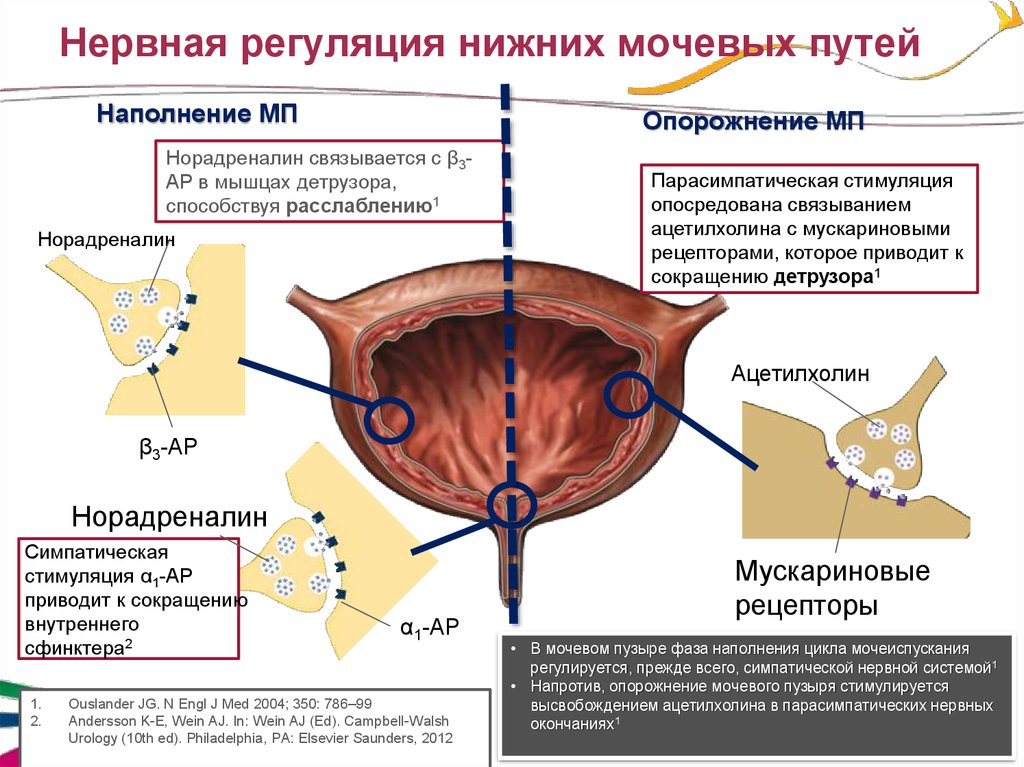 Нервная регуляция нижних мочевых путей
Наполнение МП
Опорожнение МП
Норадреналин связывается с β3-
АР в мышцах детрузора,
способствуя расслаблению1
Парасимпатическая стимуляция
опосредована связыванием
ацетилхолина с мускариновыми
рецепторами, которое приводит к
сокращению детрузора1
Норадреналин
Ацетилхолин
β3-АР
Норадреналин
Симпатическая
стимуляция α1-АР
приводит к сокращению
внутреннего
сфинктера2
α1-АР
Мускариновые
рецепторы
• В мочевом пузыре фаза наполнения цикла мочеиспускания
регулируется, прежде всего, симпатической нервной системой1
• Напротив, опорожнение мочевого пузыря стимулируется
высвобождением ацетилхолина в парасимпатических нервных
окончаниях1
1. Ouslander JG. N Engl J Med 2004; 350: 786–99
2. Andersson K-E, Wein AJ. In: Wein AJ (Ed). Campbell-Walsh
Urology (10th ed). Philadelphia, PA: Elsevier Saunders, 2012